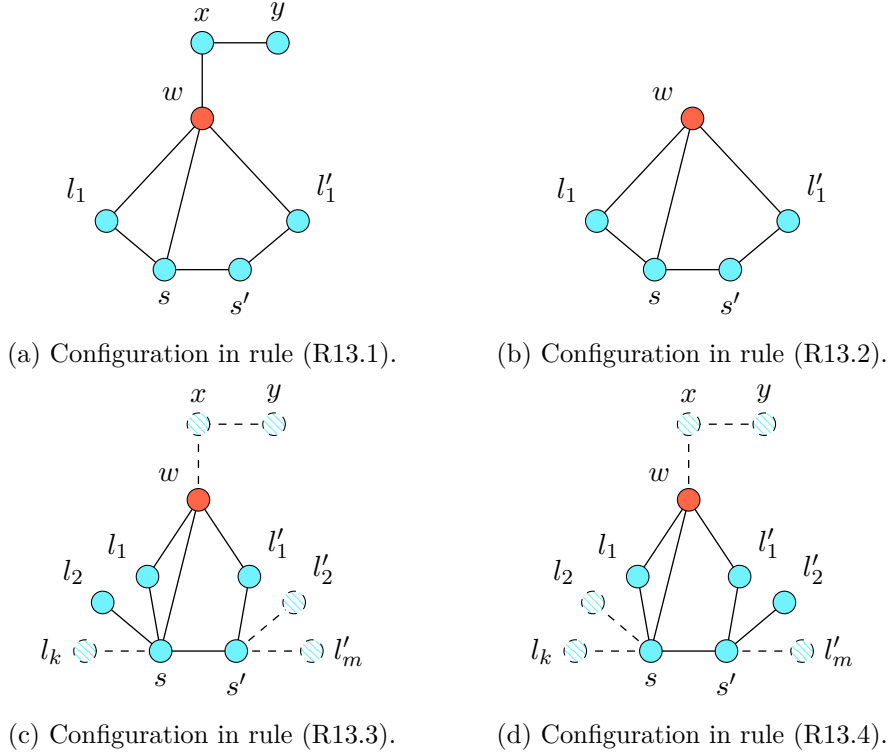 x y
w
w
l₁ l′₁
l₁ l′₁
s s′
s s′
(a) Configuration in rule (R13.1).
(b) Configuration in rule (R13.2).
x y
x y
w
w
l₁ l′₁
l₂ l′₂
l₁ l′₁
l₂ l′₂
lₖ l′ₘ
lₖ l′ₘ
s s′
s s′
(c) Configuration in rule (R13.3).
(d) Configuration in rule (R13.4).